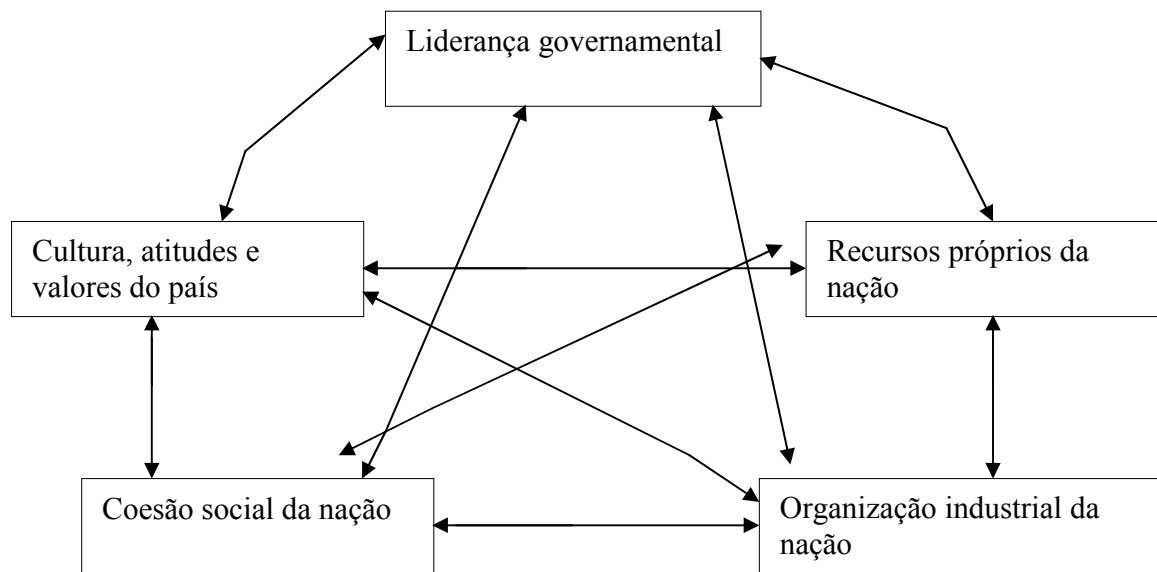 Liderança governamental
Cultura, atitudes e
valores do país
Recursos próprios da
nação
Coesão social da nação
Organização industrial da
nação